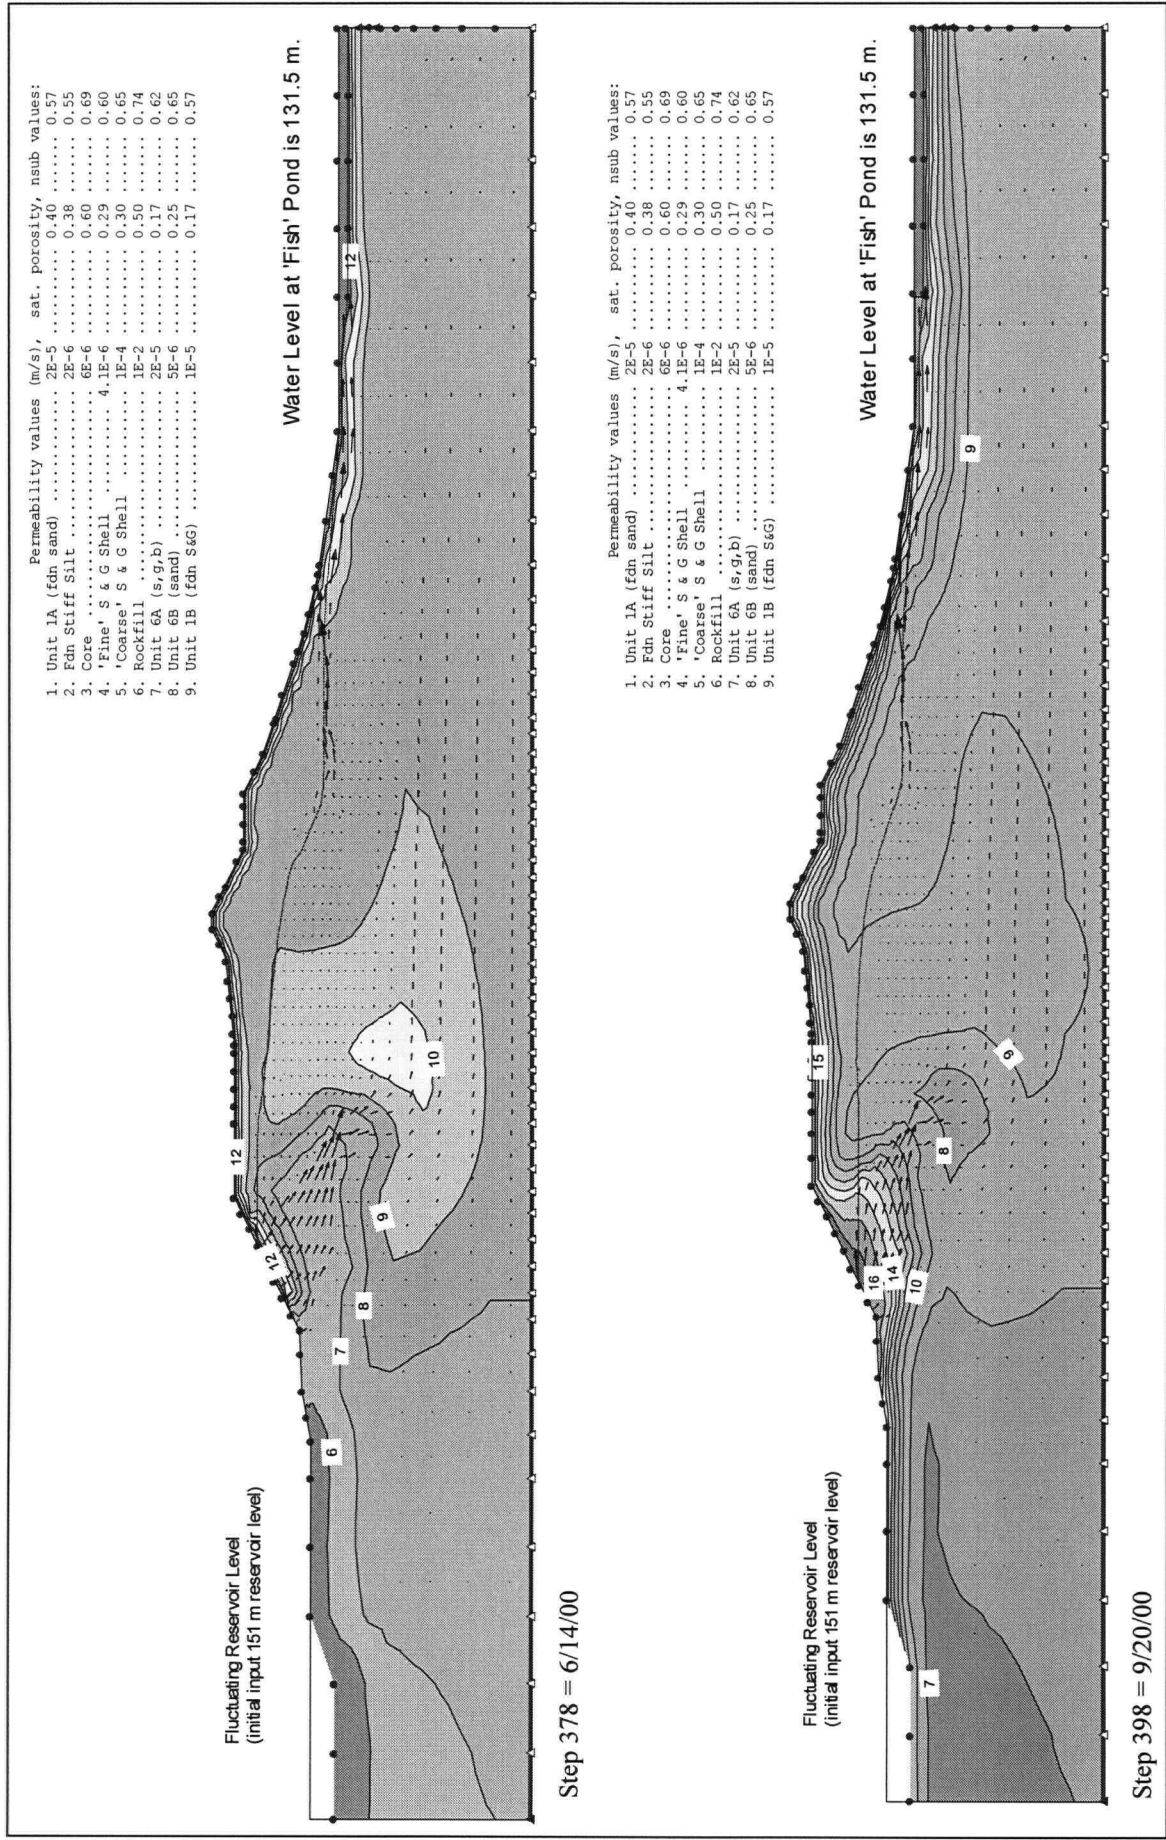 Permeability values (m/s),   sat. porosity, nsub values:
1. Unit 1A (fdn sand) .................... 2E-5 .......... 0.40 ........ 0.57
2. Fdn Stiff Silt ........................ 2E-6 .......... 0.38 ........ 0.55
3. Core .................................. 6E-6 .......... 0.60 ........ 0.69
4. 'Fine' S & G Shell .......... 4.1E-6 .......... 0.29 ........ 0.60
5. 'Coarse' S & G Shell .......... 1E-4 .......... 0.30 ........ 0.65
6. Rockfill .............................. 1E-2 .......... 0.50 ........ 0.74
7. Unit 6A (s,g,b) .................... 2E-5 .......... 0.17 ........ 0.62
8. Unit 6B (sand) .................... 5E-6 .......... 0.25 ........ 0.65
9. Unit 1B (fdn S&G) .................... 1E-5 .......... 0.17 ........ 0.57
Fluctuating Reservoir Level
(initial input 151 m reservoir level)
Water Level at 'Fish' Pond is 131.5 m.
12
12
12
6
7
8
9
10
Step 378 = 6/14/00
Permeability values (m/s),   sat. porosity, nsub values:
1. Unit 1A (fdn sand) .................... 2E-5 .......... 0.40 ........ 0.57
2. Fdn Stiff Silt ........................ 2E-6 .......... 0.38 ........ 0.55
3. Core .................................. 6E-6 .......... 0.60 ........ 0.69
4. 'Fine' S & G Shell .......... 4.1E-6 .......... 0.29 ........ 0.60
5. 'Coarse' S & G Shell .......... 1E-4 .......... 0.30 ........ 0.65
6. Rockfill .............................. 1E-2 .......... 0.50 ........ 0.74
7. Unit 6A (s,g,b) .................... 2E-5 .......... 0.17 ........ 0.62
8. Unit 6B (sand) .................... 5E-6 .......... 0.25 ........ 0.65
9. Unit 1B (fdn S&G) .................... 1E-5 .......... 0.17 ........ 0.57
Fluctuating Reservoir Level
(initial input 151 m reservoir level)
Water Level at 'Fish' Pond is 131.5 m.
15
16
14
10
7
8
9
9
Step 398 = 9/20/00